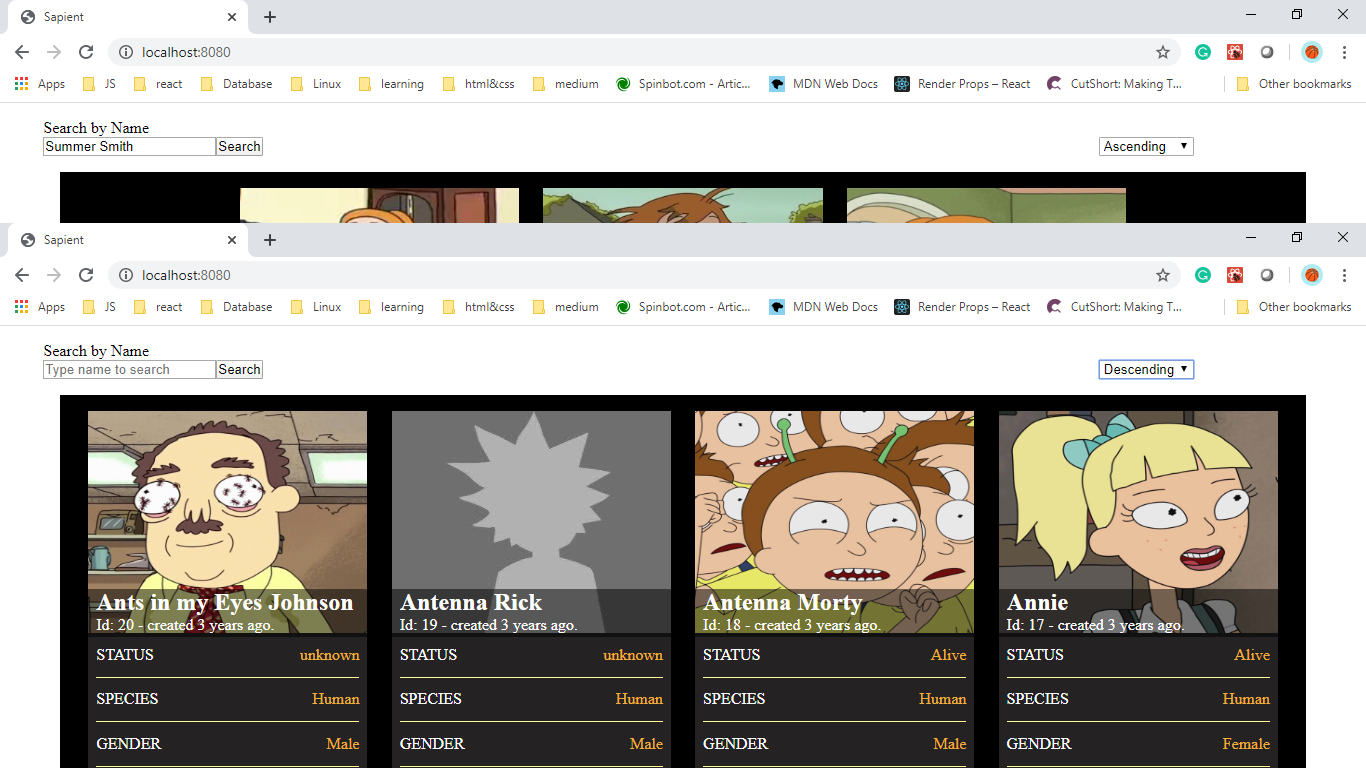 Sapient
localhost:8080
Apps JS react Database Linux learning html&css medium Spinbot.com - Artic... MDN Web Docs Render Props – React CutShort: Making T... Other bookmarks
Search by Name
Summer Smith Search Ascending
Sapient
localhost:8080
Apps JS react Database Linux learning html&css medium Spinbot.com - Artic... MDN Web Docs Render Props – React CutShort: Making T... Other bookmarks
Search by Name
Type name to search Search Descending
Ants in my Eyes Johnson Antenna Rick Antenna Morty Annie
Id: 20 - created 3 years ago. Id: 19 - created 3 years ago. Id: 18 - created 3 years ago. Id: 17 - created 3 years ago.
STATUS unknown STATUS unknown STATUS Alive STATUS Alive
SPECIES Human SPECIES Human SPECIES Human SPECIES Human
GENDER Male GENDER Male GENDER Male GENDER Female